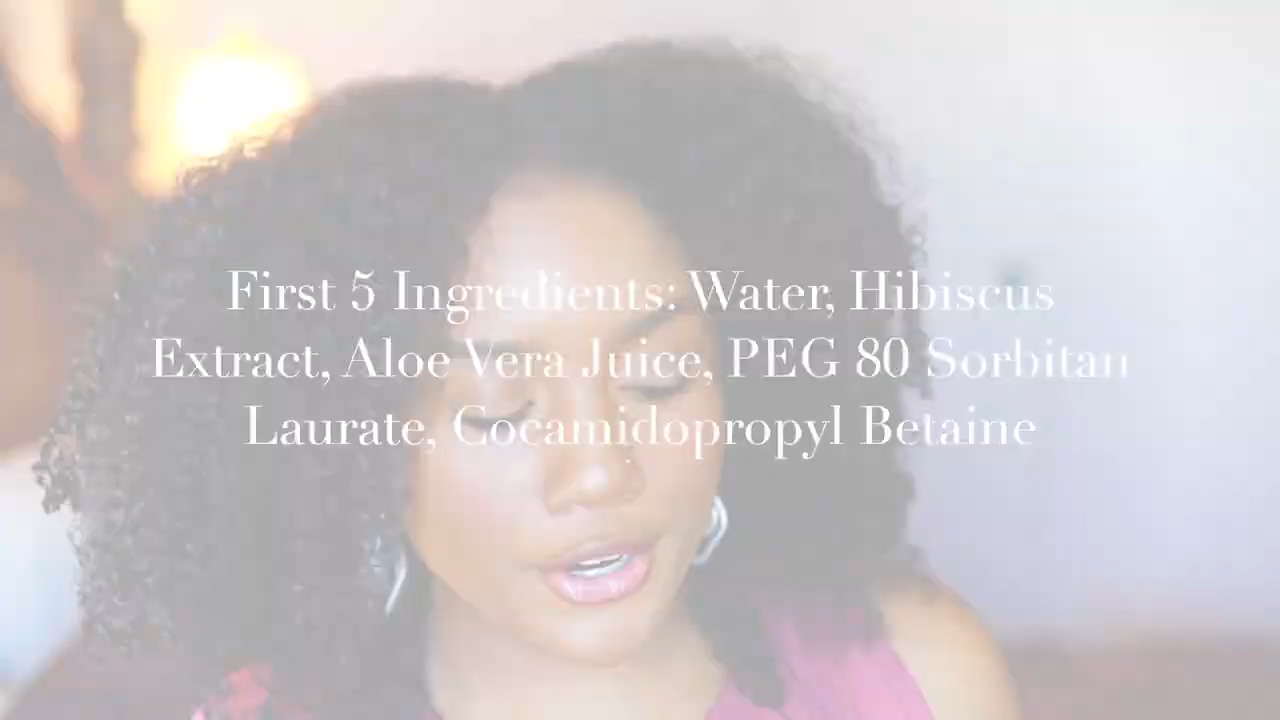 First 5 Ingredients: Water, Hibiscus
Extract, Aloe Vera Juice, PEG 80 Sorbitan
Laurate, Cocamidopropyl Betaine